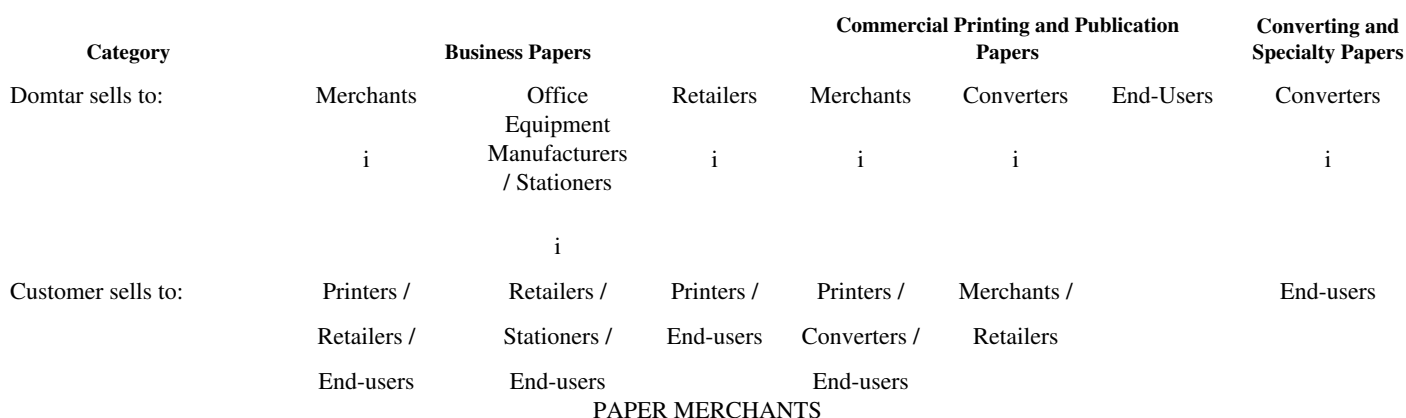 Commercial Printing and Publication Converting and
Category Business Papers Papers Specialty Papers
Domtar sells to: Merchants Office Retailers Merchants Converters End-Users Converters
Equipment
i Manufacturers i i i i
/ Stationers
i
Customer sells to: Printers / Retailers / Printers / Printers / Merchants / End-users
Retailers / Stationers / End-users Converters / Retailers
End-users End-users End-users
PAPER MERCHANTS